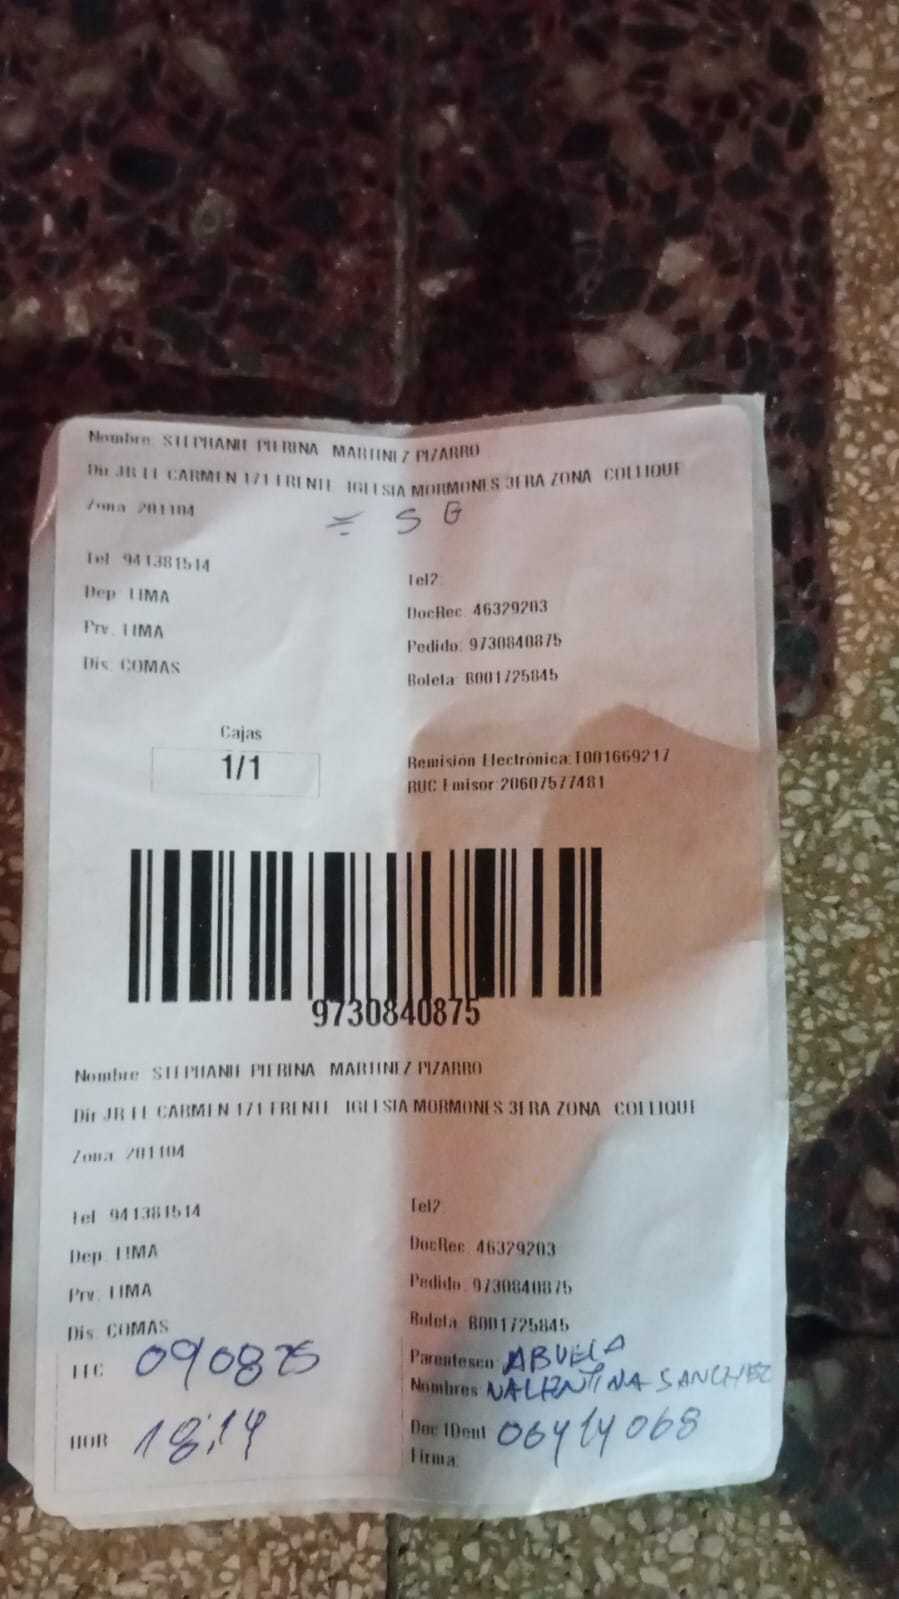 Nombre: STEPHANIE PIERINA MARTINEZ PIZARRO
Dir JR EL CARMEN 171 FRENTE IGLESIA MORMONES 3ERA ZONA COLLIQUE
Zona 201104
S G
Tel 941381514
Tel2:
Dep LIMA
DocRec: 46329203
Prv. LIMA
Pedido: 9730840875
Dis. COMAS
Boleta: B001725845
Cajas
1/1
Remisión Electrónica:T001669217
RUC Emisor:20607577481
9730840875
Nombre STEPHANIE PIERINA MARTINEZ PIZARRO
Dir JR EL CARMEN 171 FRENTE IGLESIA MORMONES 3ERA ZONA COLLIQUE
Zona 201104
Tel 941381514
Tel2
Dep. LIMA
DocRec. 46329203
Prv. LIMA
Pedido. 9730840875
Dis. COMAS
Boleta. B001725845
FEC 090825
Parentesco ABUELA
Nombres VALENTINA SANCHEZ
HOR 18:14
Doc IDent 06414068
Firma: